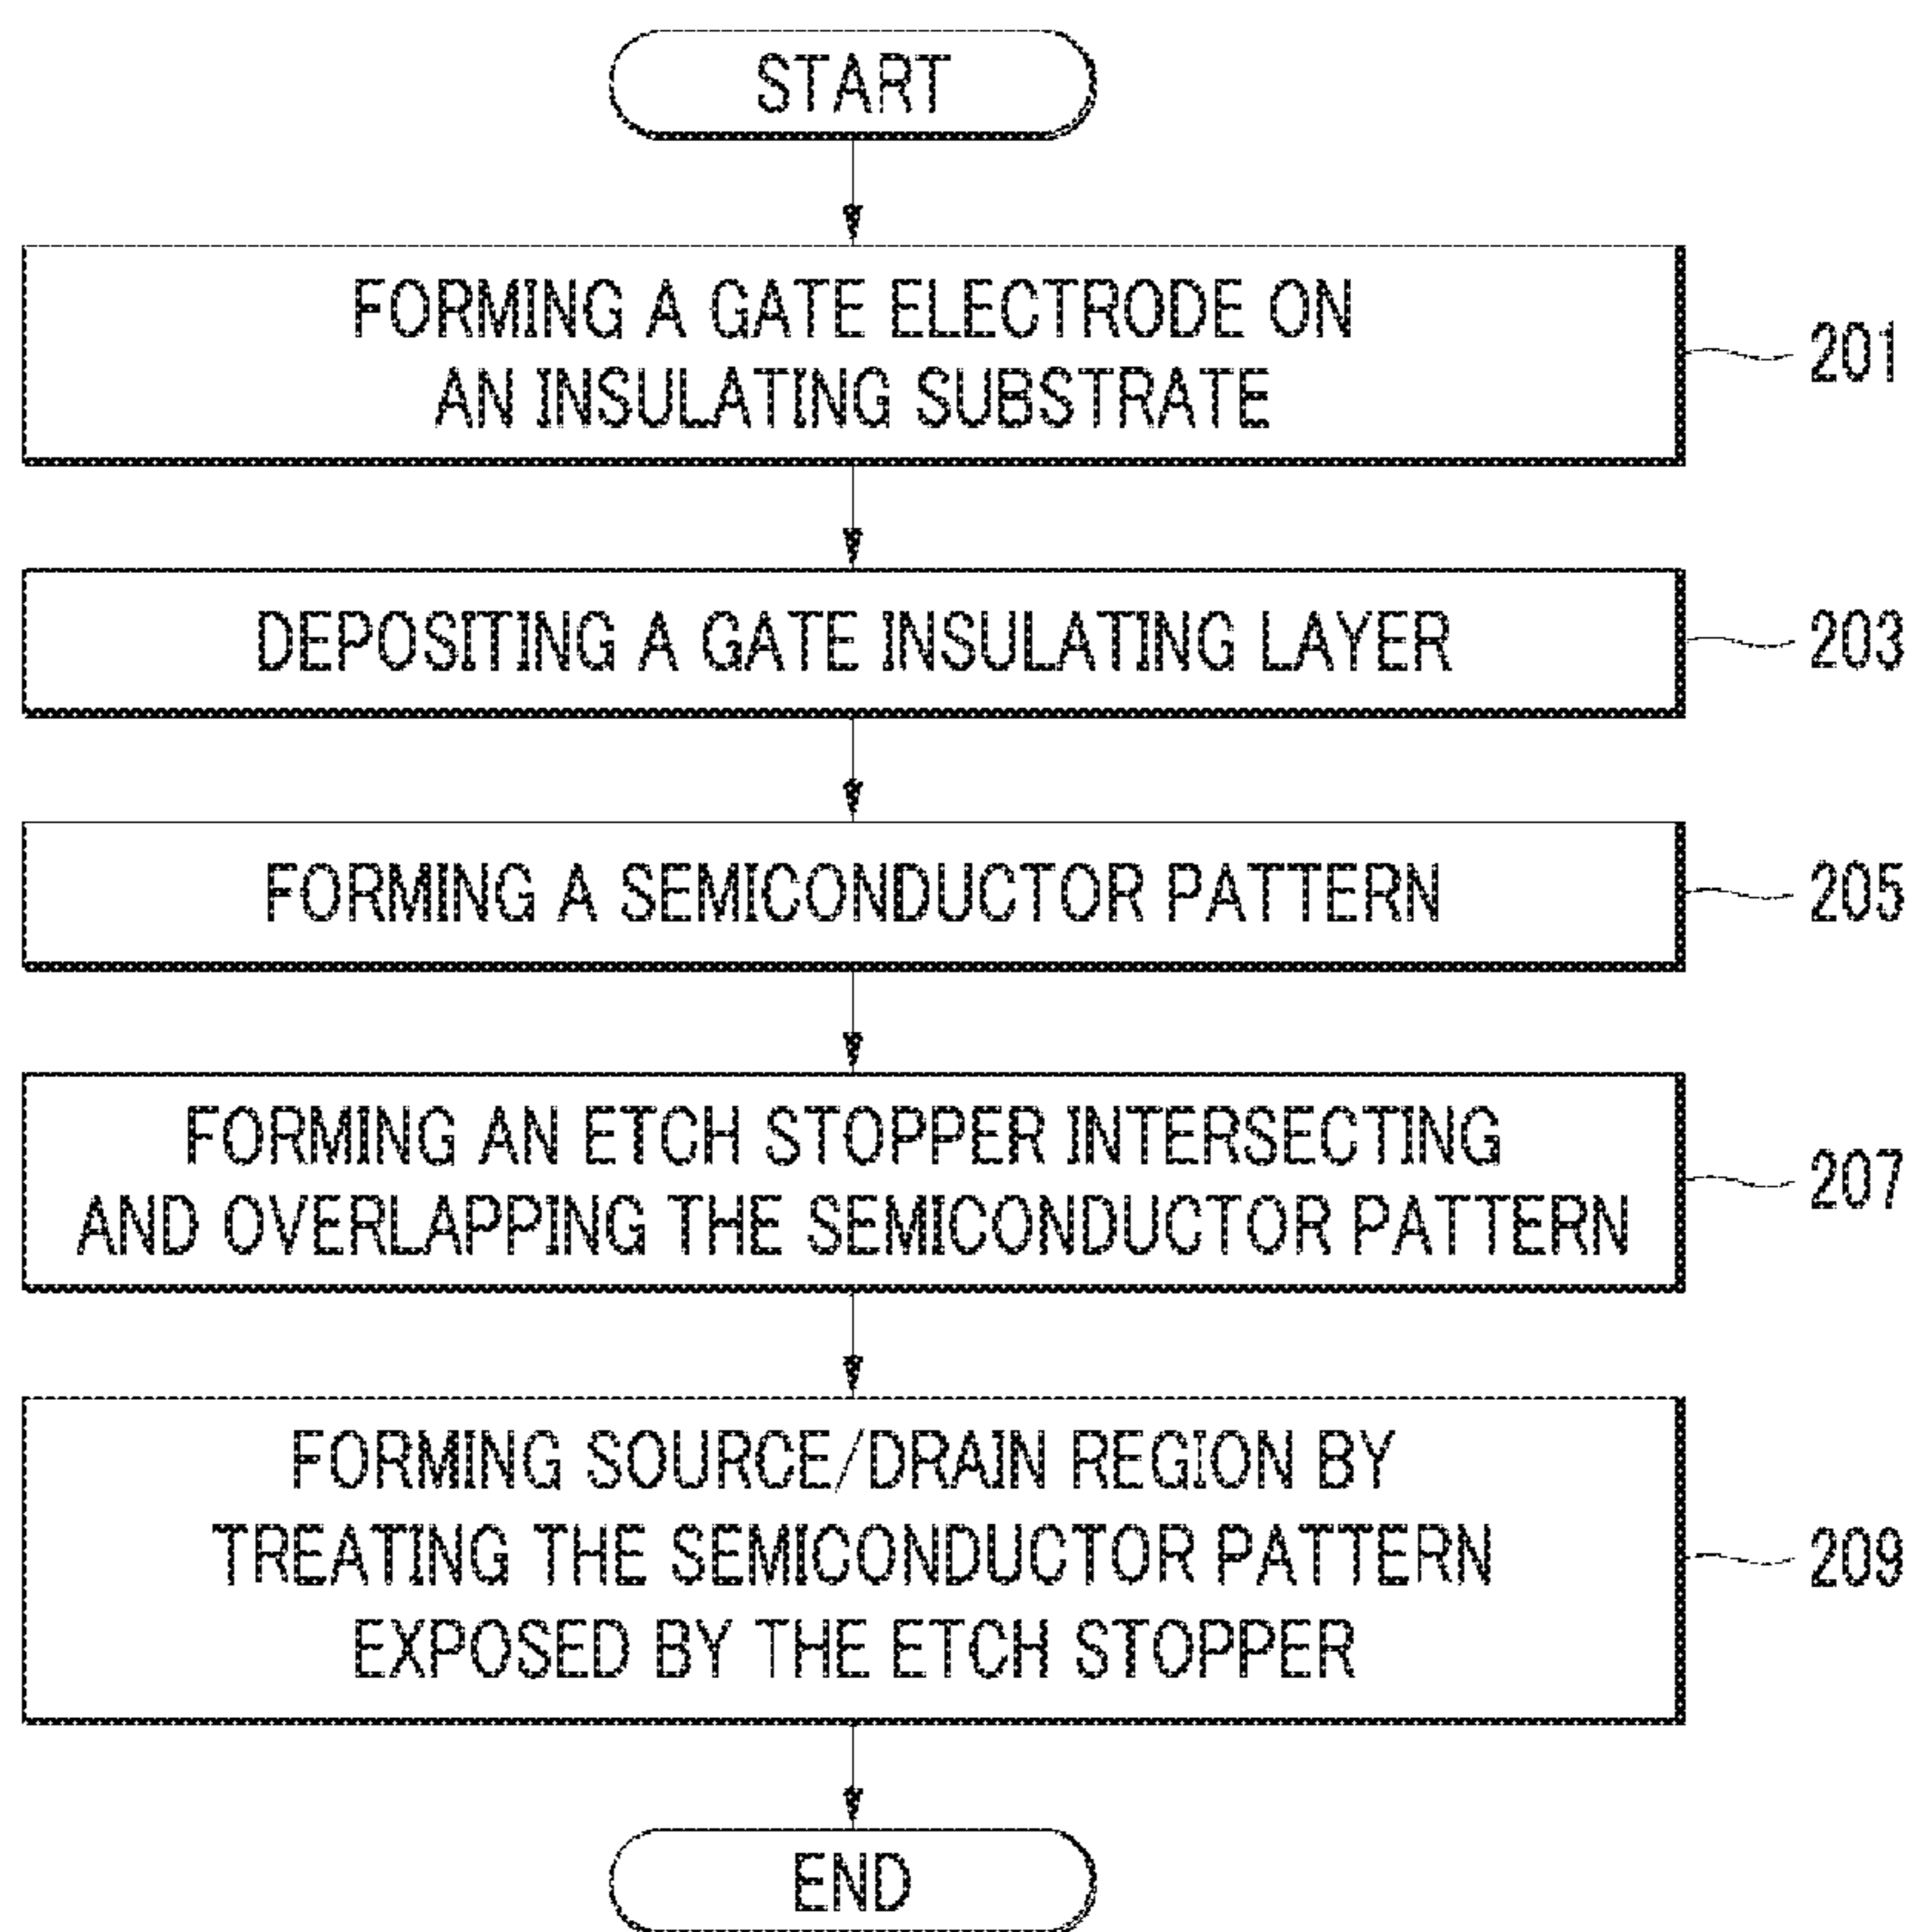 START
FORMING A GATE ELECTRODE ON
AN INSULATING SUBSTRATE
201
DEPOSITING A GATE INSULATING LAYER
203
FORMING A SEMICONDUCTOR PATTERN
205
FORMING AN ETCH STOPPER INTERSECTING
AND OVERLAPPING THE SEMICONDUCTOR PATTERN
207
FORMING SOURCE/DRAIN REGION BY
TREATING THE SEMICONDUCTOR PATTERN
EXPOSED BY THE ETCH STOPPER
209
END